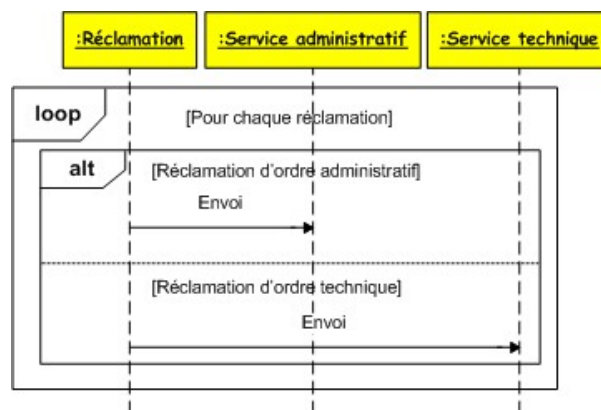 :Réclamation
:Service administratif
:Service technique
loop
[Pour chaque réclamation]
alt
[Réclamation d'ordre administratif]
Envoi
[Réclamation d'ordre technique]
Envoi